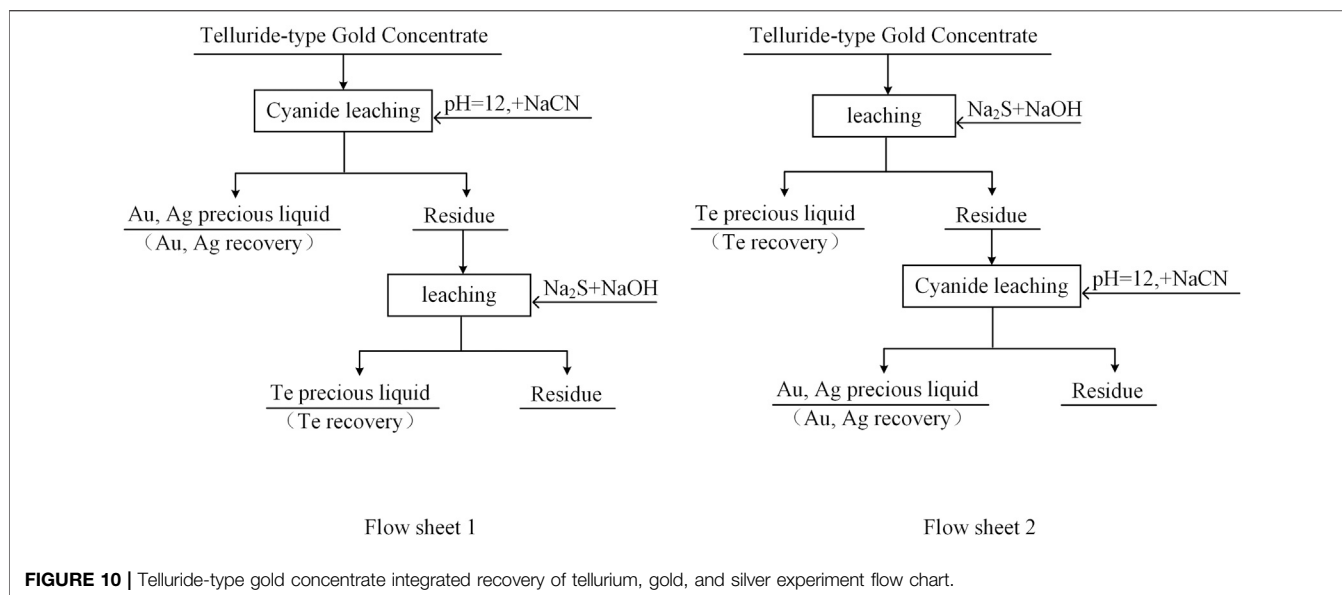 Telluride-type Gold Concentrate
Cyanide leaching
pH=12,+NaCN
Au, Ag precious liquid
（Au, Ag recovery）
Residue
leaching
Na₂S+NaOH
Te precious liquid
（Te recovery）
Residue
Flow sheet 1
Telluride-type Gold Concentrate
leaching
Na₂S+NaOH
Te precious liquid
（Te recovery）
Residue
Cyanide leaching
pH=12,+NaCN
Au, Ag precious liquid
（Au, Ag recovery）
Residue
Flow sheet 2
FIGURE 10 | Telluride-type gold concentrate integrated recovery of tellurium, gold, and silver experiment flow chart.